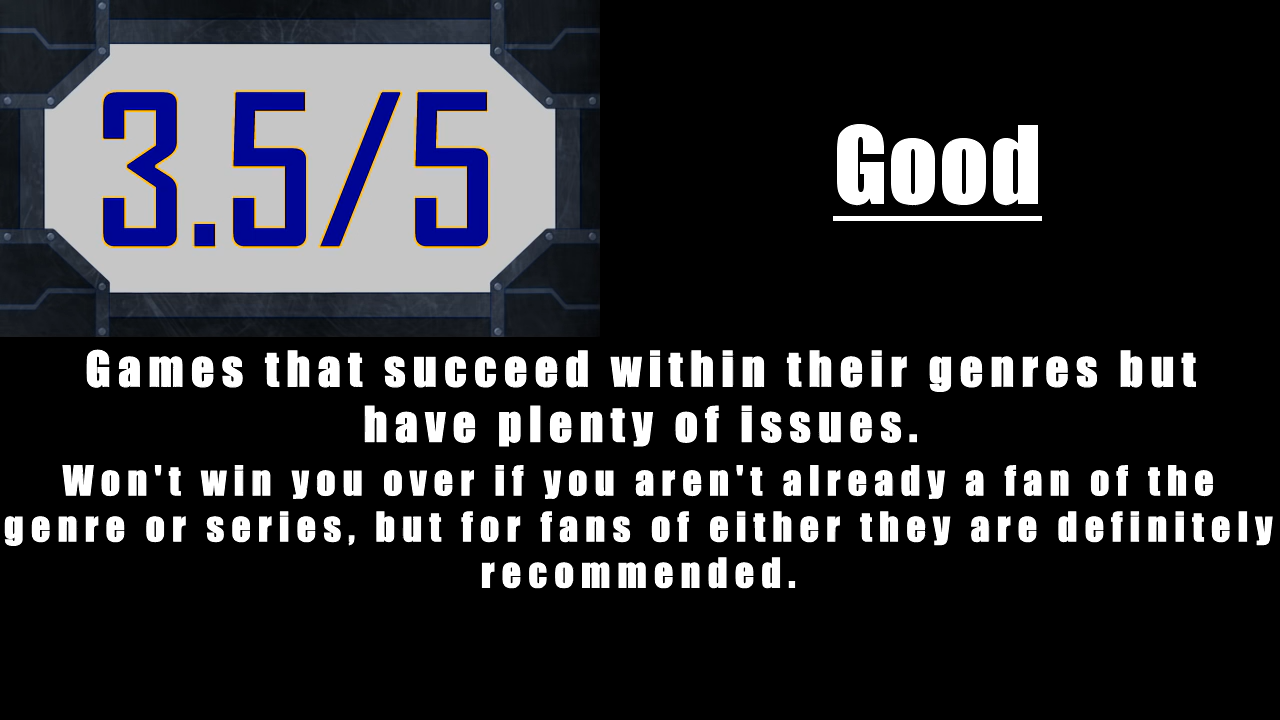 3.5/5
Good
Games that succeed within their genres but
have plenty of issues.
Won't win you over if you aren't already a fan of the
genre or series, but for fans of either they are definitely
recommended.